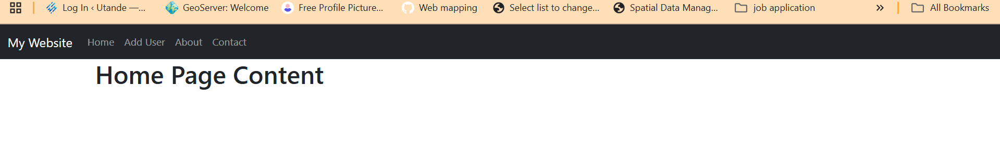 Log In ‹ Utande —... GeoServer: Welcome Free Profile Picture... Web mapping Select list to change... Spatial Data Manag... job application » All Bookmarks
My Website Home Add User About Contact
Home Page Content